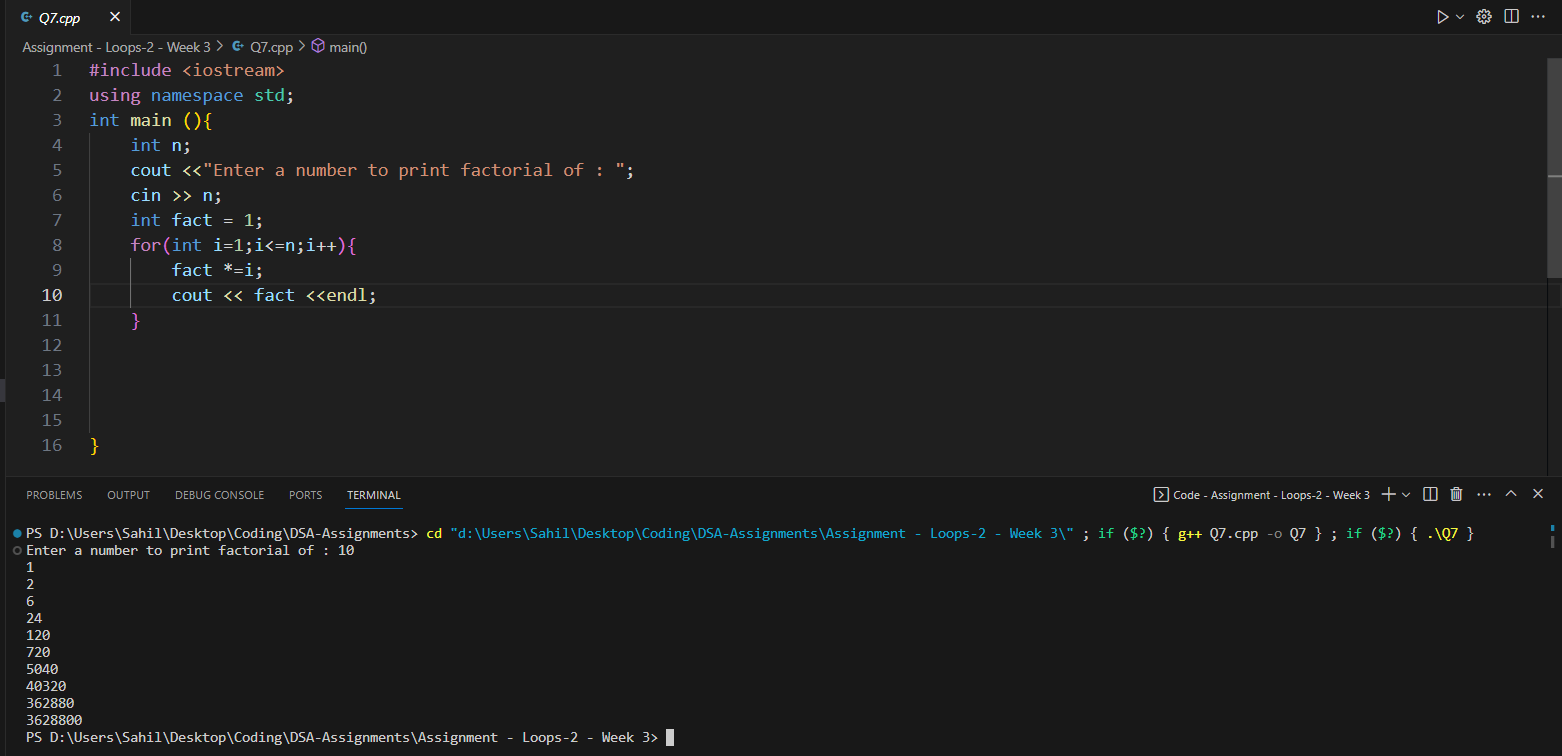 Q7.cpp
Assignment - Loops-2 - Week 3 > Q7.cpp > main()
1 #include <iostream>
2 using namespace std;
3 int main (){
4 int n;
5 cout <<"Enter a number to print factorial of : ";
6 cin >> n;
7 int fact = 1;
8 for(int i=1;i<=n;i++){
9 fact *=i;
10 cout << fact <<endl;
11 }
12
13
14
15
16 }
PROBLEMS OUTPUT DEBUG CONSOLE PORTS TERMINAL Code - Assignment - Loops-2 - Week 3
PS D:\Users\Sahil\Desktop\Coding\DSA-Assignments> cd "d:\Users\Sahil\Desktop\Coding\DSA-Assignments\Assignment - Loops-2 - Week 3\" ; if ($?) { g++ Q7.cpp -o Q7 } ; if ($?) { .\Q7 }
Enter a number to print factorial of : 10
1
2
6
24
120
720
5040
40320
362880
3628800
PS D:\Users\Sahil\Desktop\Coding\DSA-Assignments\Assignment - Loops-2 - Week 3>